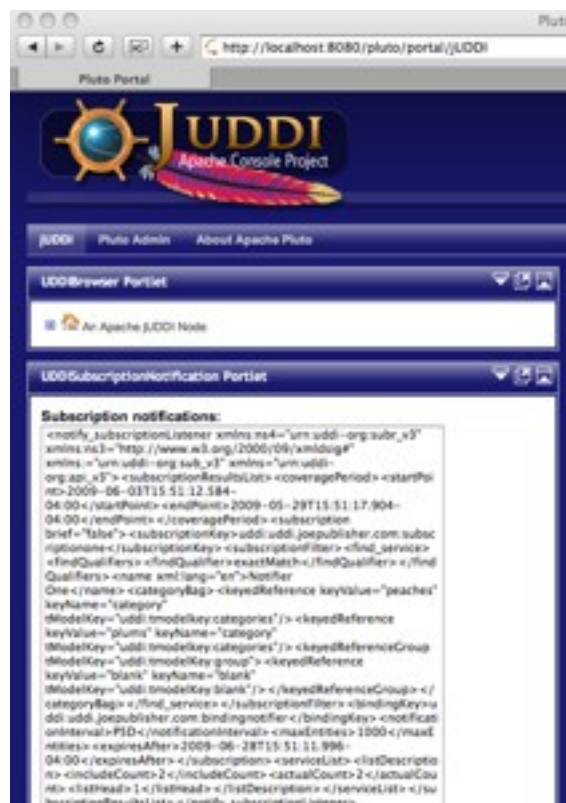 Plut
http://localhost:8080/pluto/portal/jUDDI
Pluto Portal
JUDDI
Apache Console Project
jUDDI Pluto Admin About Apache Pluto
UDDIBrowser Portlet
An Apache jUDDI Node
UDDISubscriptionNotification Portlet
Subscription notifications:
<notify_subscriptionListener xmlns:ns4="urn:uddi-org:subr_v3"
xmlns:ns3="http://www.w3.org/2000/09/xmldsig#"
xmlns:="urn:uddi-org:sub_v3" xmlns="urn:uddi-
org:api_v3"><subscriptionResultsList><coveragePeriod><startPoi
nt>2009-06-03T15:51:12.584-
04:00</startPoint><endPoint>2009-05-29T15:51:17.904-
04:00</endPoint></coveragePeriod><subscription
brief="false"><subscriptionKey>uddi:uddi.joepublisher.com:subsc
riptionone</subscriptionKey><subscriptionFilter><find_service>
<findQualifiers><findQualifier>exactMatch</findQualifier></find
Qualifiers><name xml:lang="en">Notifier
One</name><categoryBag><keyedReference keyValue="peaches"
keyName="category"
tModelKey="uddi:tmodelkey:categories"/><keyedReference
keyValue="plums" keyName="category"
tModelKey="uddi:tmodelkey:categories"/><keyedReferenceGroup
tModelKey="uddi:tmodelKey:group"><keyedReference
keyValue="blank" keyName="blank"
tModelKey="uddi:tmodelKey:blank"/></keyedReferenceGroup></
categoryBag></find_service></subscriptionFilter><bindingKey>u
ddi:uddi.joepublisher.com:bindingnotifier</bindingKey><notificati
onInterval>P5D</notificationInterval><maxEntities>1000</maxE
ntities><expiresAfter>2009-06-28T15:51:11.996-
04:00</expiresAfter></subscription><serviceList><listDescriptio
n><includeCount>2</includeCount><actualCount>2</actualCou
nt><listHead>1</listHead></listDescription></serviceList></su
bscriptionResultsList></notify_subscriptionListener>